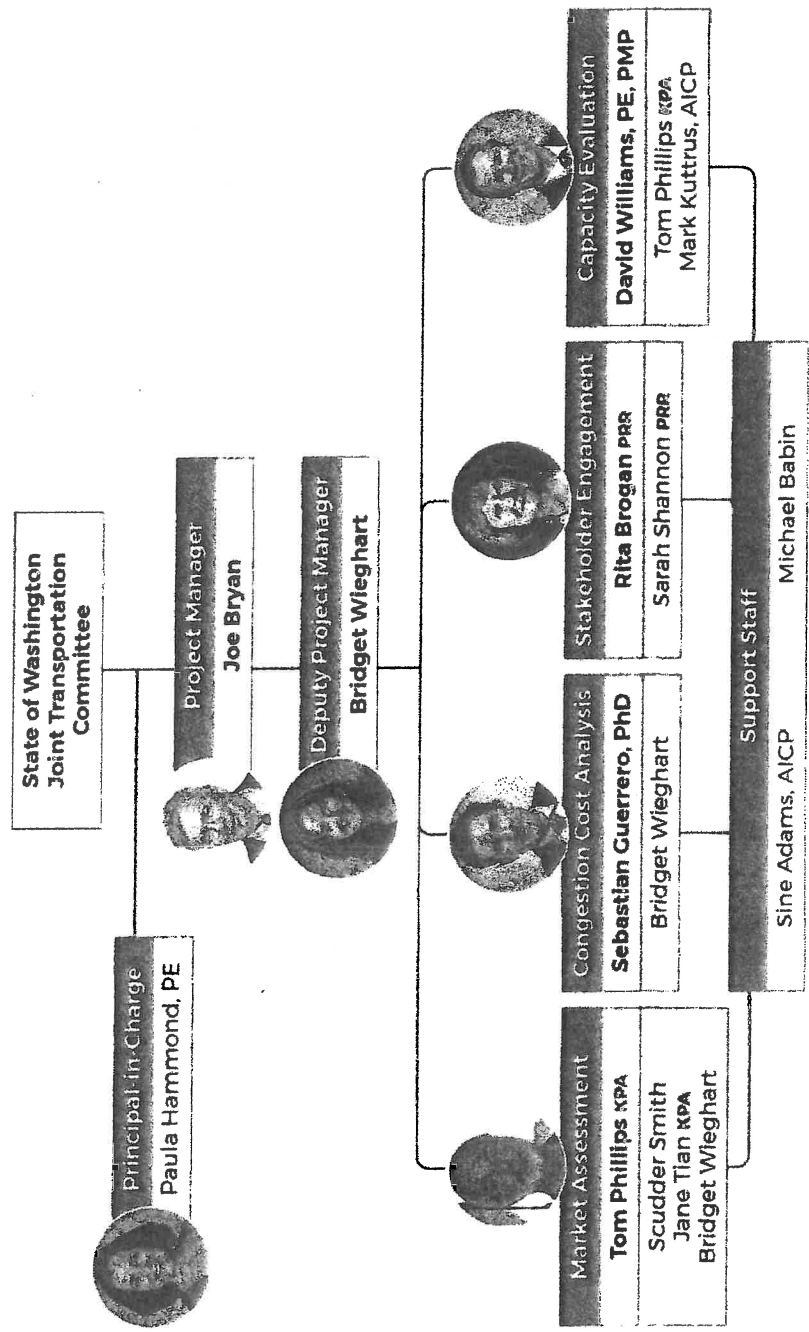 State of Washington
Joint Transportation
Committee
Principal-in-Charge
Paula Hammond, PE
Project Manager
Joe Bryan
Deputy Project Manager
Bridget Wieghart
Market Assessment
Tom Phillips KPA
Scudder Smith
Jane Tian KPA
Bridget Wieghart
Congestion Cost Analysis
Sebastian Guerrero, PhD
Bridget Wieghart
Stakeholder Engagement
Rita Brogan PRR
Sarah Shannon PRR
Capacity Evaluation
David Williams, PE, PMP
Tom Phillips KPA
Mark Kuttrus, AICP
Support Staff
Sine Adams, AICP
Michael Babin